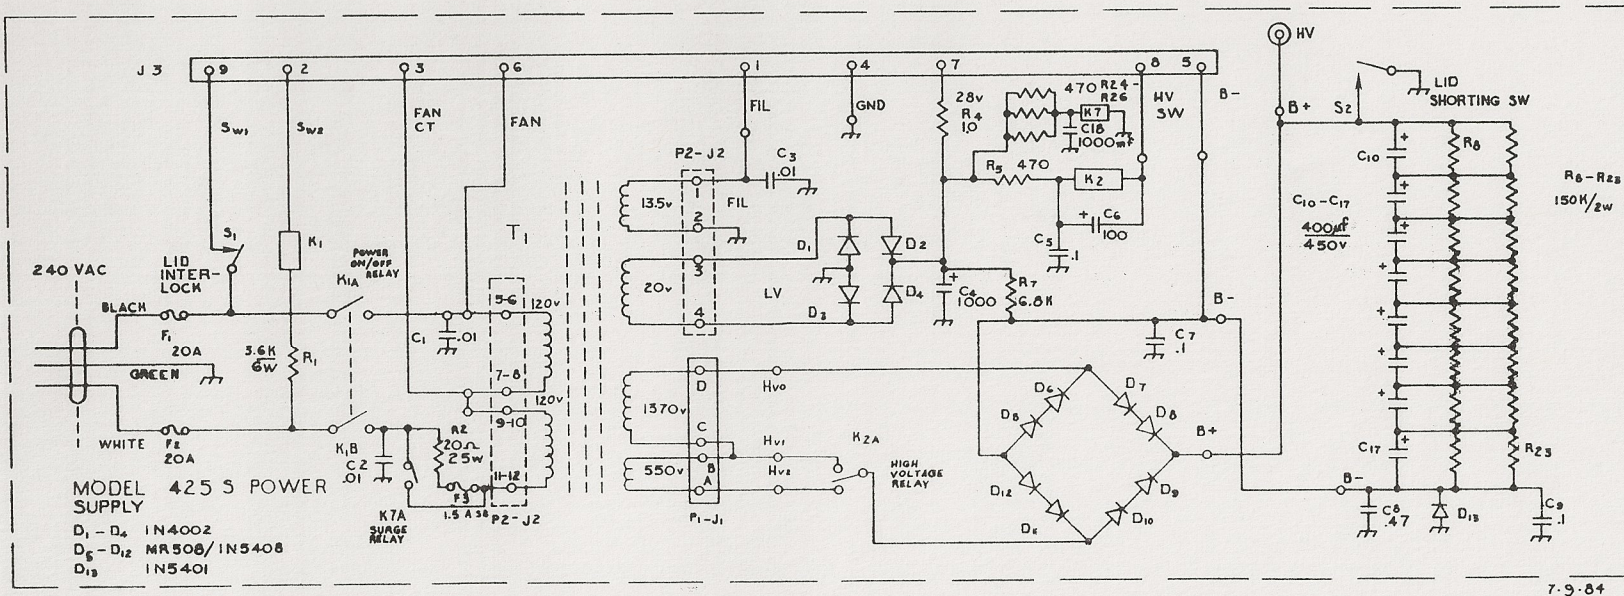 HV
J3 9 2 3 6 1 4 7 8 5
LID
SHORTING SW
S2
B+
B-
SW1
SW2
FAN
CT
FAN
FIL
GND
28V
R4
10
470 R24-
R26
K7
C18
1000mf
HV
SW
P2-J2
C3
.01
R5 470
K2
C10
R8
R8-R23
150K/2W
C10-C17
400µf
450V
S1
K1
T1
13.5V
1
2
FIL
C6
100
C5
.1
D1
D2
240 VAC
LID
INTER-
LOCK
POWER
ON/OFF
RELAY
K1A
5-6
120V
20V
3
4
LV
D3
D4
C4
1000
R7
6.8K
B-
BLACK
F1
20A
GREEN
3.6K
6W
R1
C1
.01
C7
.1
7-8
120V
9-10
1370V
D
C
HV0
D6
D5
D7
D8
B+
WHITE
F2
20A
K1B
C2
.01
R2
20Ω
25W
F3
1.5 A SB
11-12
550V
B
A
HV1
HV2
K2A
HIGH
VOLTAGE
RELAY
D12
D9
D10
C17
R23
B-
C8
.47
D13
C9
.1
K7A
SURGE
RELAY
P2-J2
P1-J1
MODEL 425 S POWER
SUPPLY
D1-D4 1N4002
D5-D12 MR508/1N5408
D13 1N5401
7-9-84